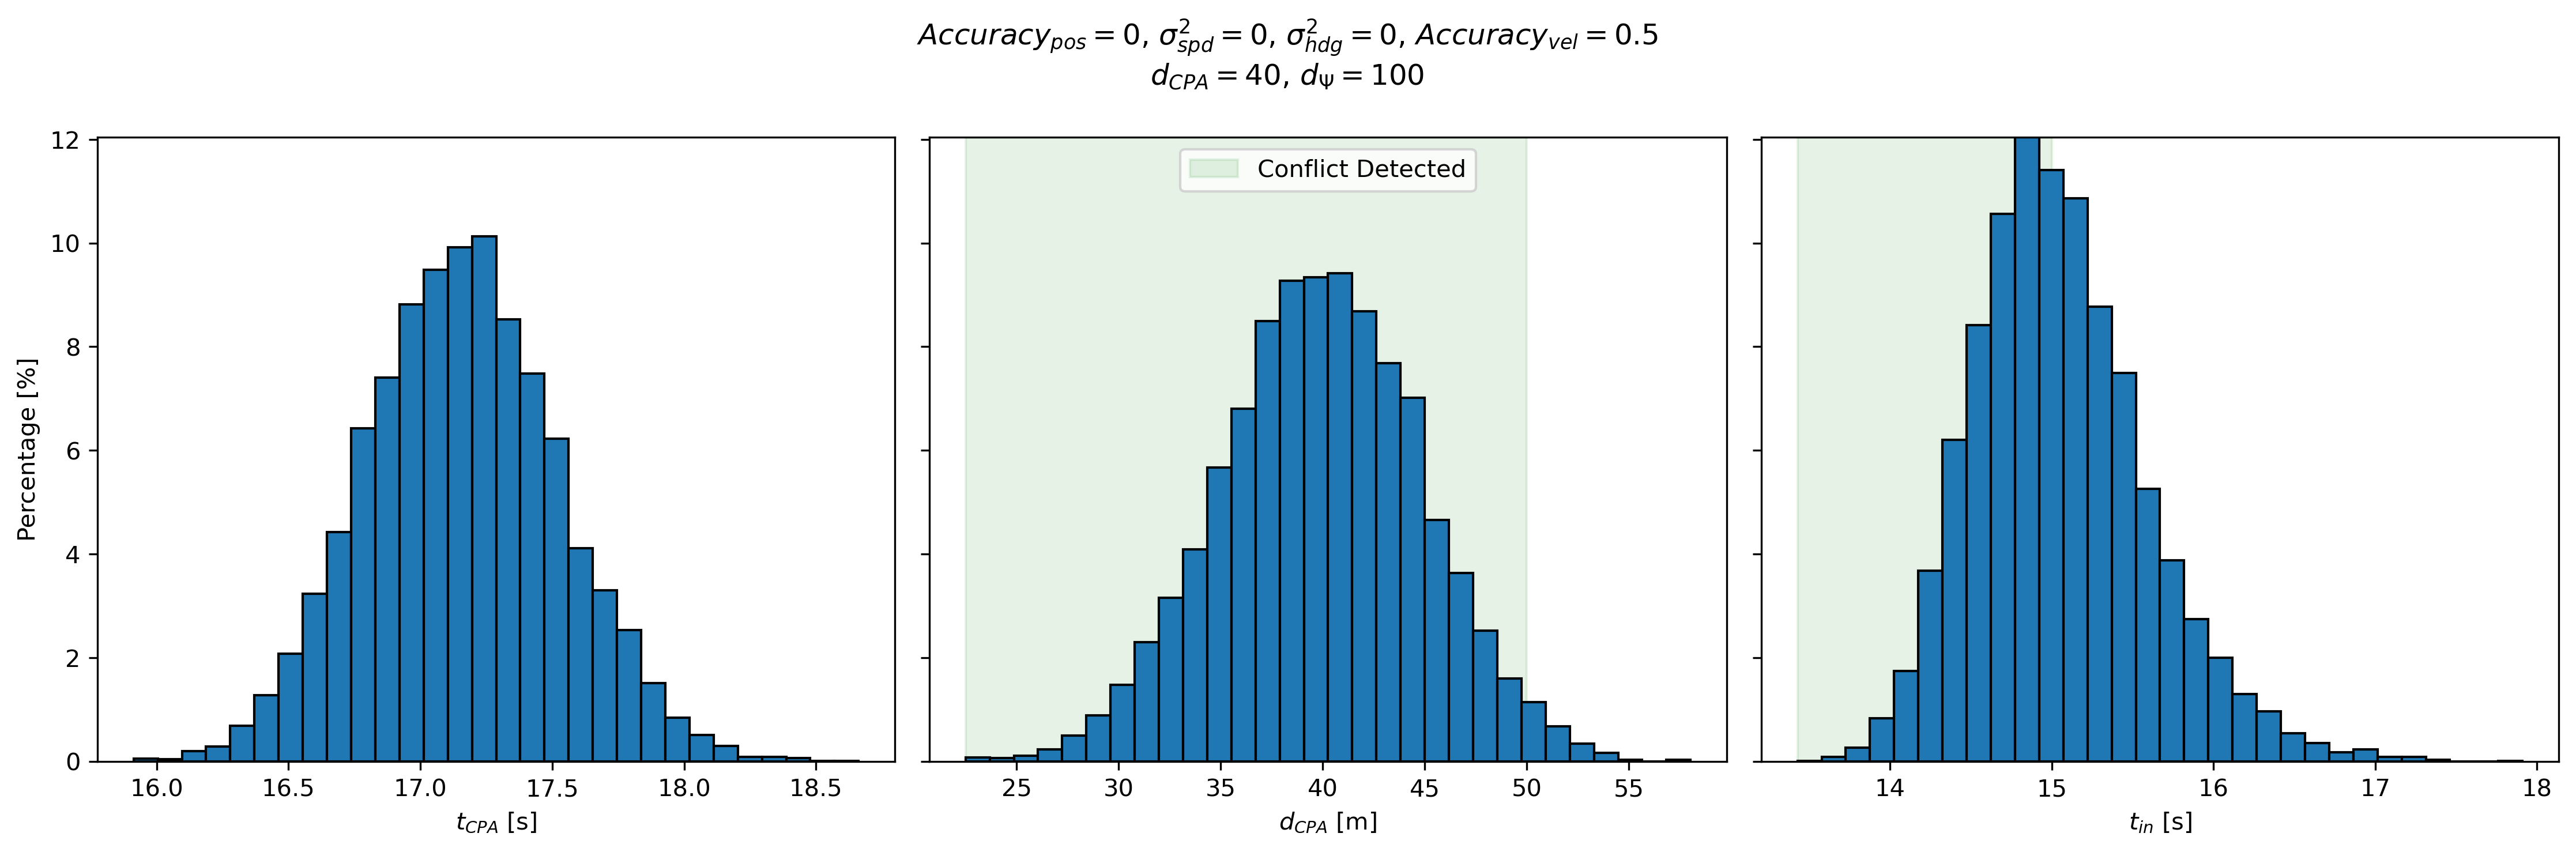 Accuracy_pos = 0, σ²_spd = 0, σ²_hdg = 0, Accuracy_vel = 0.5
d_CPA = 40, d_Ψ = 100
12
10
8
6
4
2
0
Percentage [%]
16.0 16.5 17.0 17.5 18.0 18.5
t_CPA [s]
Conflict Detected
25 30 35 40 45 50 55
d_CPA [m]
14 15 16 17 18
t_in [s]